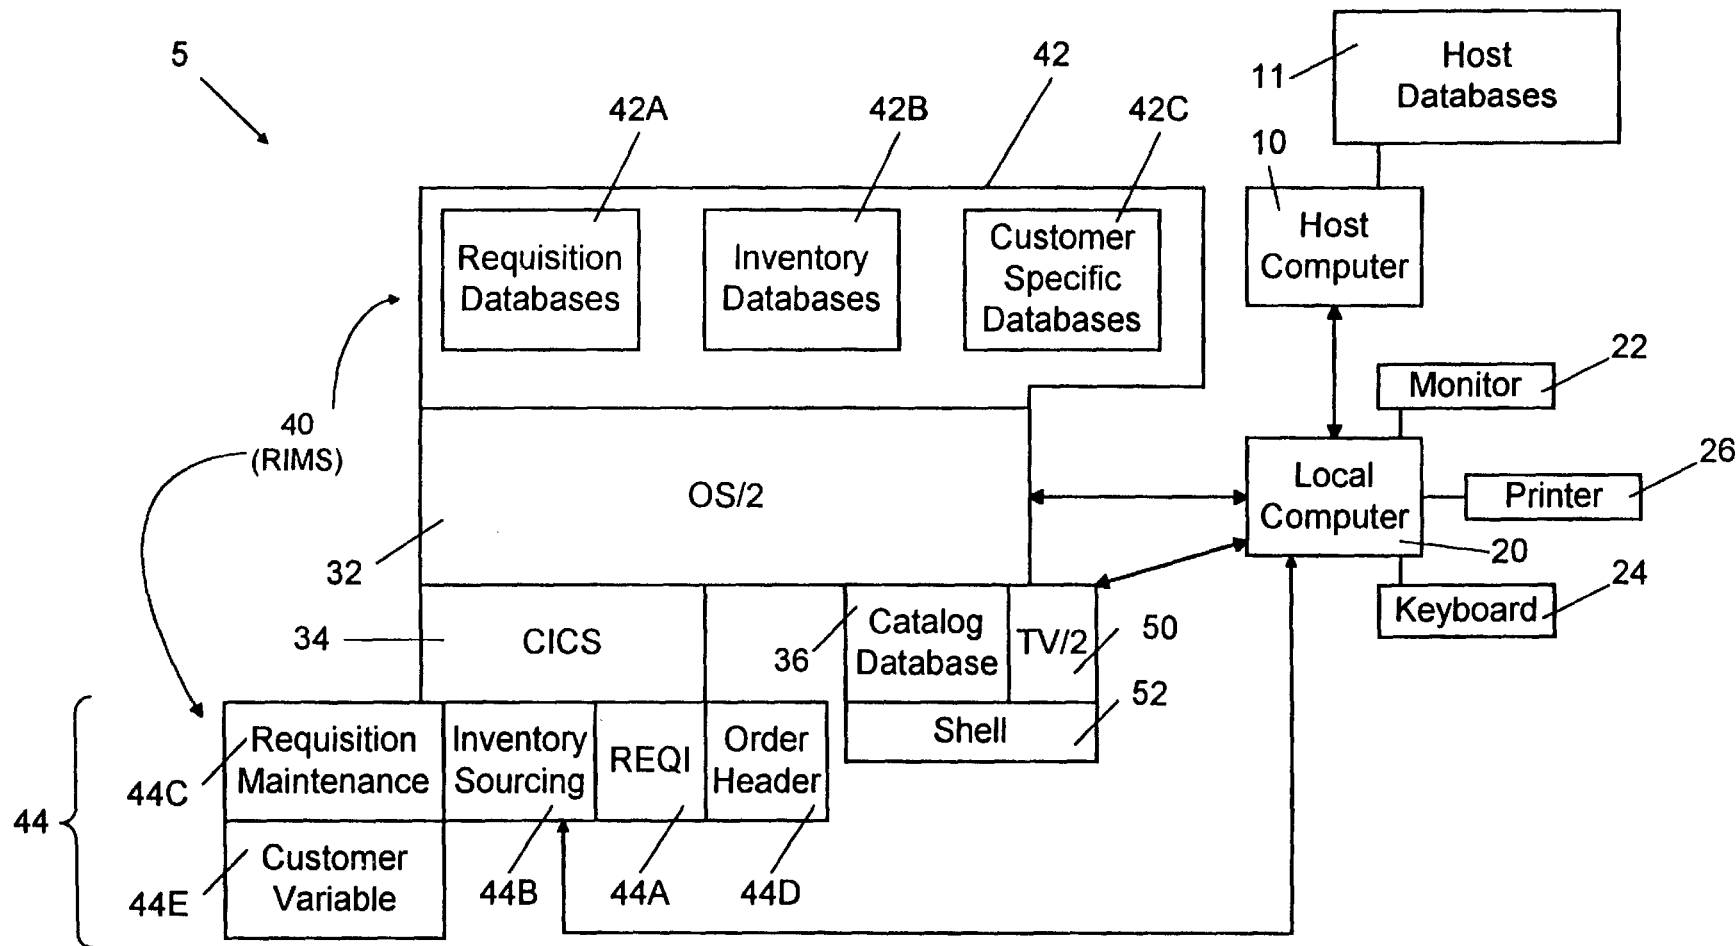 5
42
11
Host
Databases
42A
42B
42C
10
Requisition
Databases
Inventory
Databases
Customer
Specific
Databases
Host
Computer
22
Monitor
40
(RIMS)
OS/2
Local
Computer
26
Printer
20
32
24
Keyboard
34
CICS
36
Catalog
Database
TV/2
50
52
Shell
44
44C
Requisition
Maintenance
Inventory
Sourcing
REQI
Order
Header
44E
Customer
Variable
44B
44A
44D